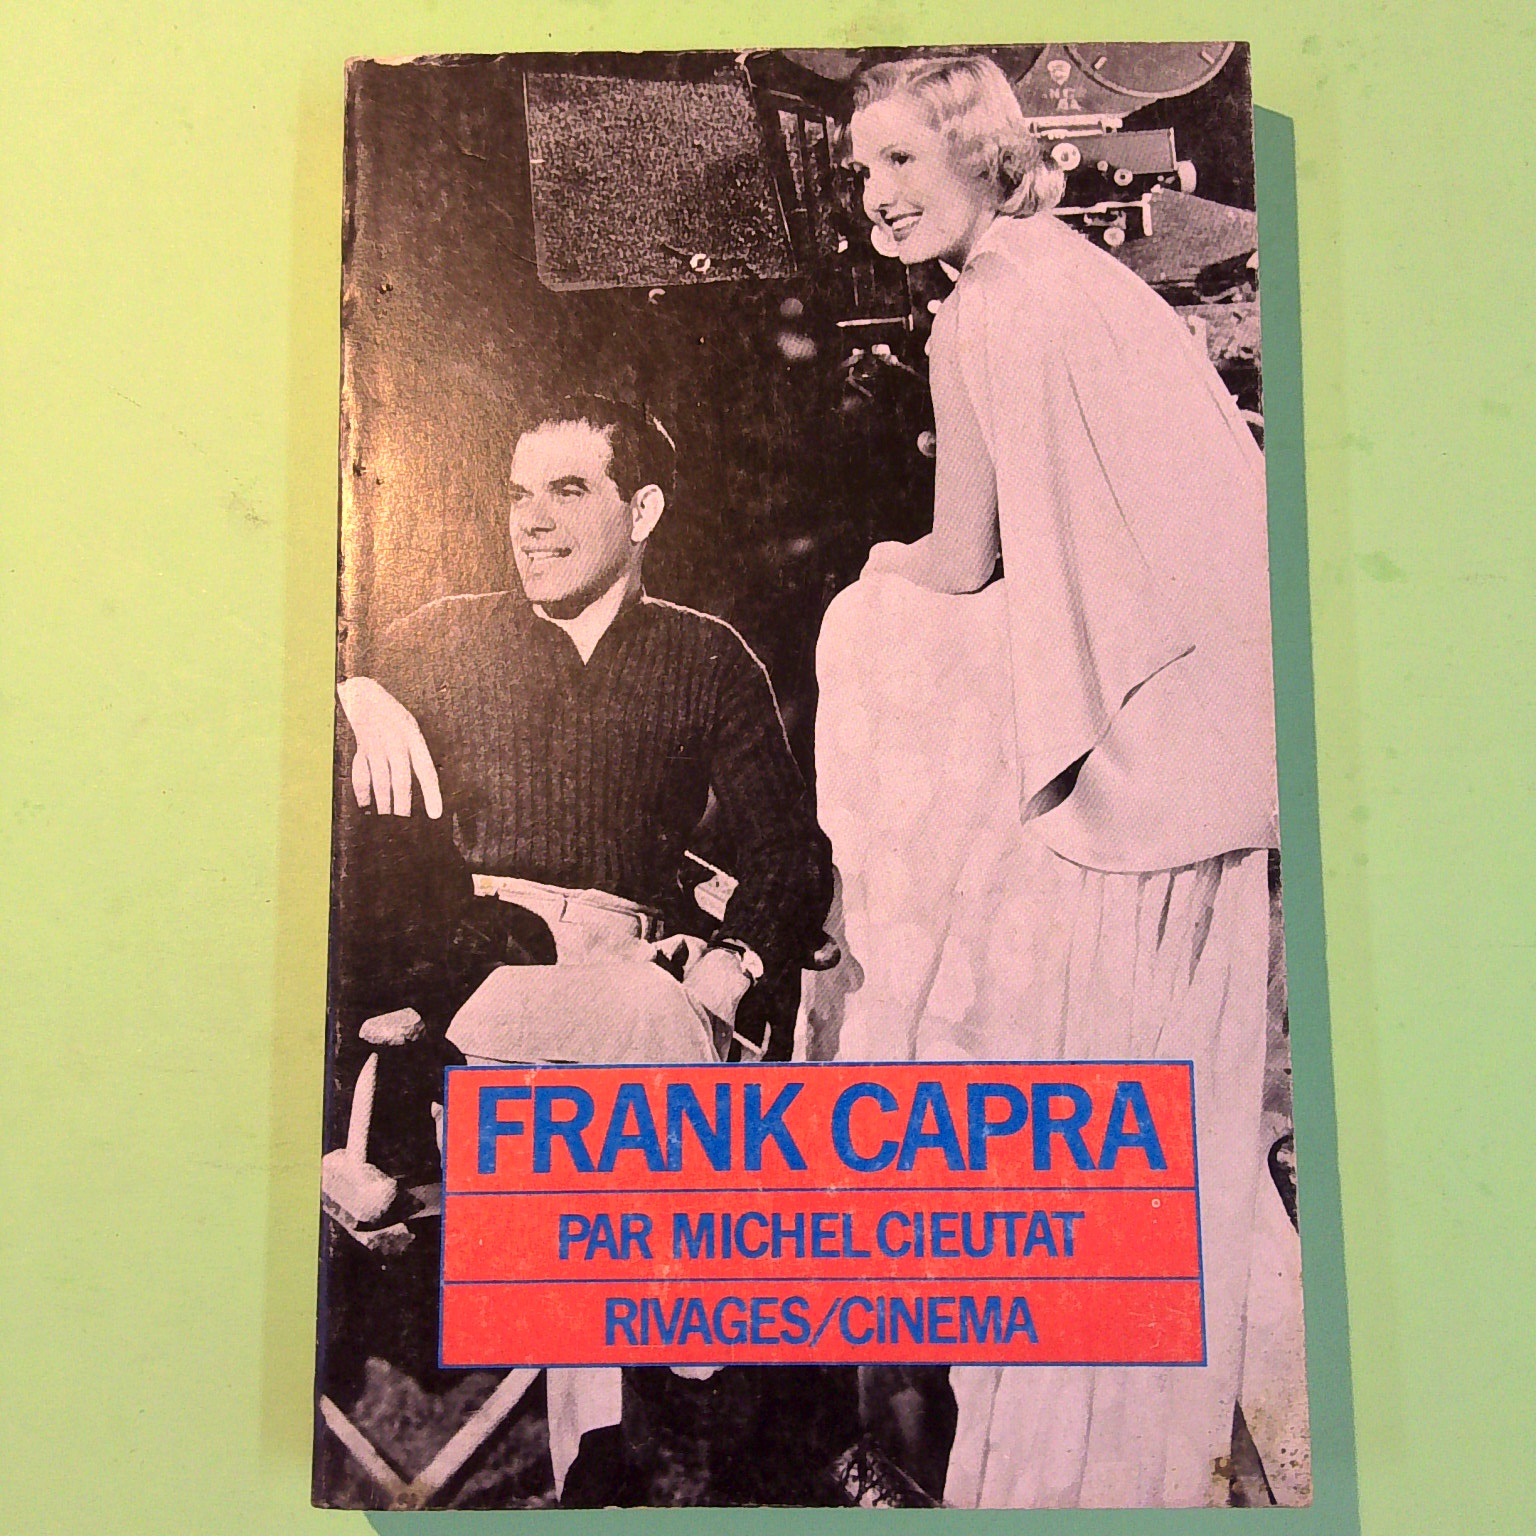 FRANK CAPRA
PAR MICHEL CIEUTAT
RIVAGES/CINEMA